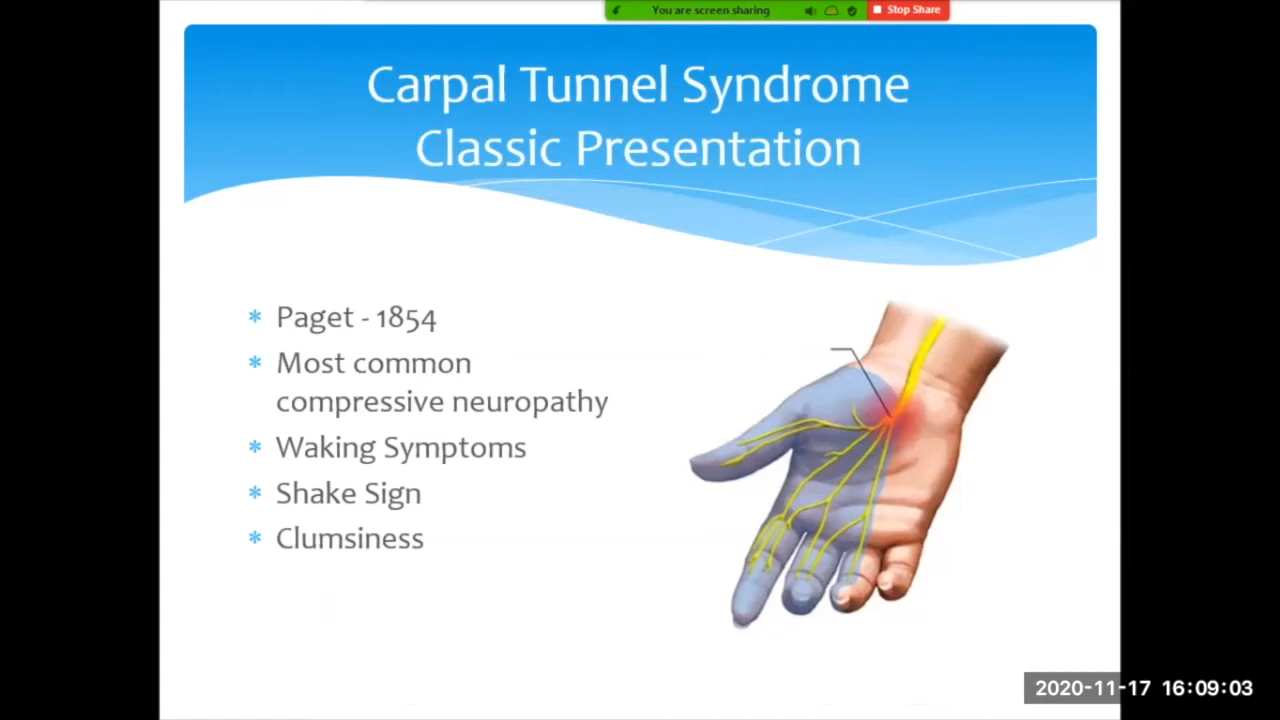 You are screen sharing
Stop Share
Carpal Tunnel Syndrome
Classic Presentation
* Paget - 1854
* Most common
compressive neuropathy
* Waking Symptoms
* Shake Sign
* Clumsiness
2020-11-17 16:09:03